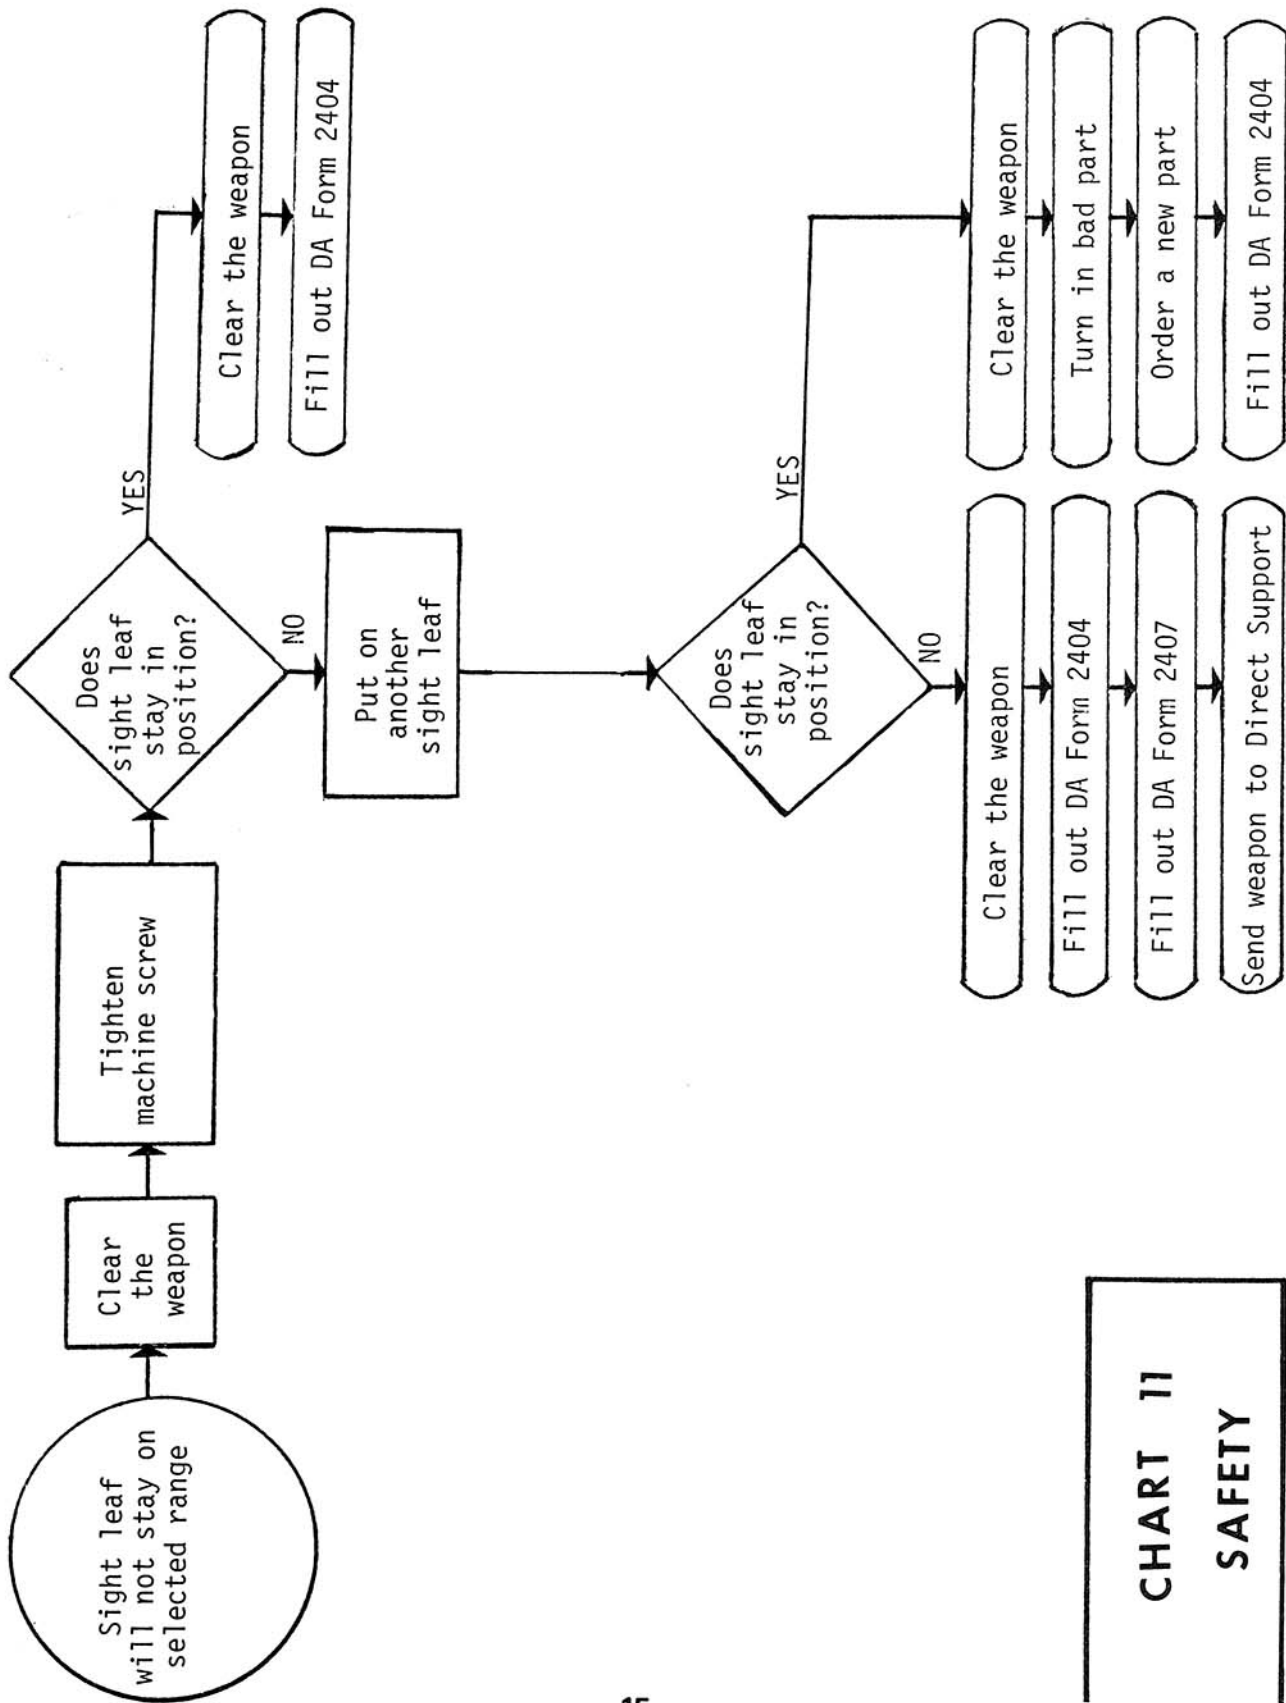 Sight leaf
will not stay on
selected range
Clear
the
weapon
Tighten
machine screw
Does
sight leaf
stay in
position?
YES
Clear the weapon
Fill out DA Form 2404
NO
Put on
another
sight leaf
Does
sight leaf
stay in
position?
YES
Clear the weapon
Turn in bad part
Order a new part
Fill out DA Form 2404
NO
Clear the weapon
Fill out DA Form 2404
Fill out DA Form 2407
Send weapon to Direct Support
CHART 11
SAFETY